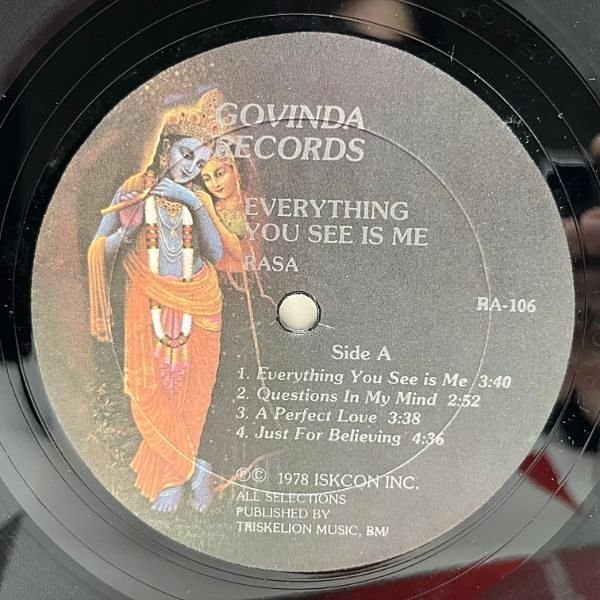 GOVINDA
RECORDS
EVERYTHING
YOU SEE IS ME
RASA
RA-106
Side A
1. Everything You See is Me 3:40
2. Questions In My Mind 2:52
3. A Perfect Love 3:38
4. Just For Believing 4:36
ⓟ© 1978 ISKCON INC.
ALL SELECTIONS
PUBLISHED BY
TRISKELION MUSIC, BMI